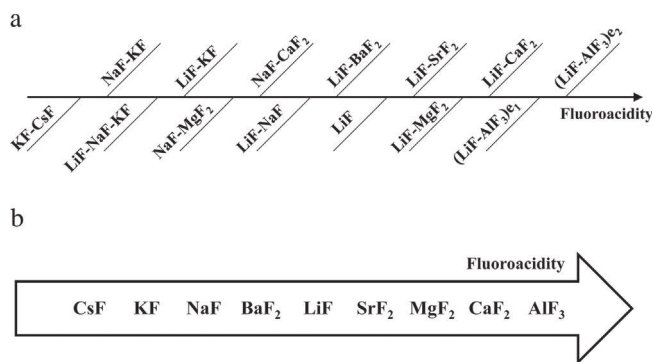 a
NaF-KF
LiF-KF
NaF-CaF₂
LiF-BaF₂
LiF-SrF₂
LiF-CaF₂
(LiF-AlF₃)e₂
Fluoroacidity
KF-CsF
LiF-NaF-KF
NaF-MgF₂
LiF-NaF
LiF
LiF-MgF₂
(LiF-AlF₃)e₁
b
Fluoroacidity
CsF KF NaF BaF₂ LiF SrF₂ MgF₂ CaF₂ AlF₃